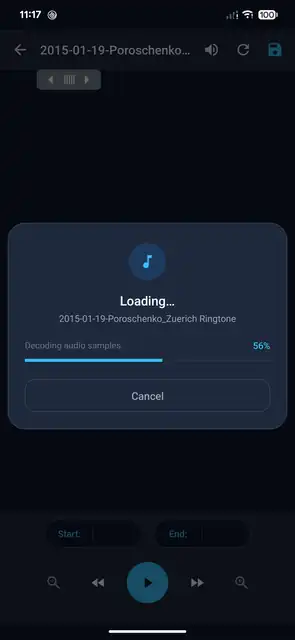 11:17
100
2015-01-19-Poroschenko...
Loading...
2015-01-19-Poroschenko_Zuerich Ringtone
Decoding audio samples
56%
Cancel
Start:
End: